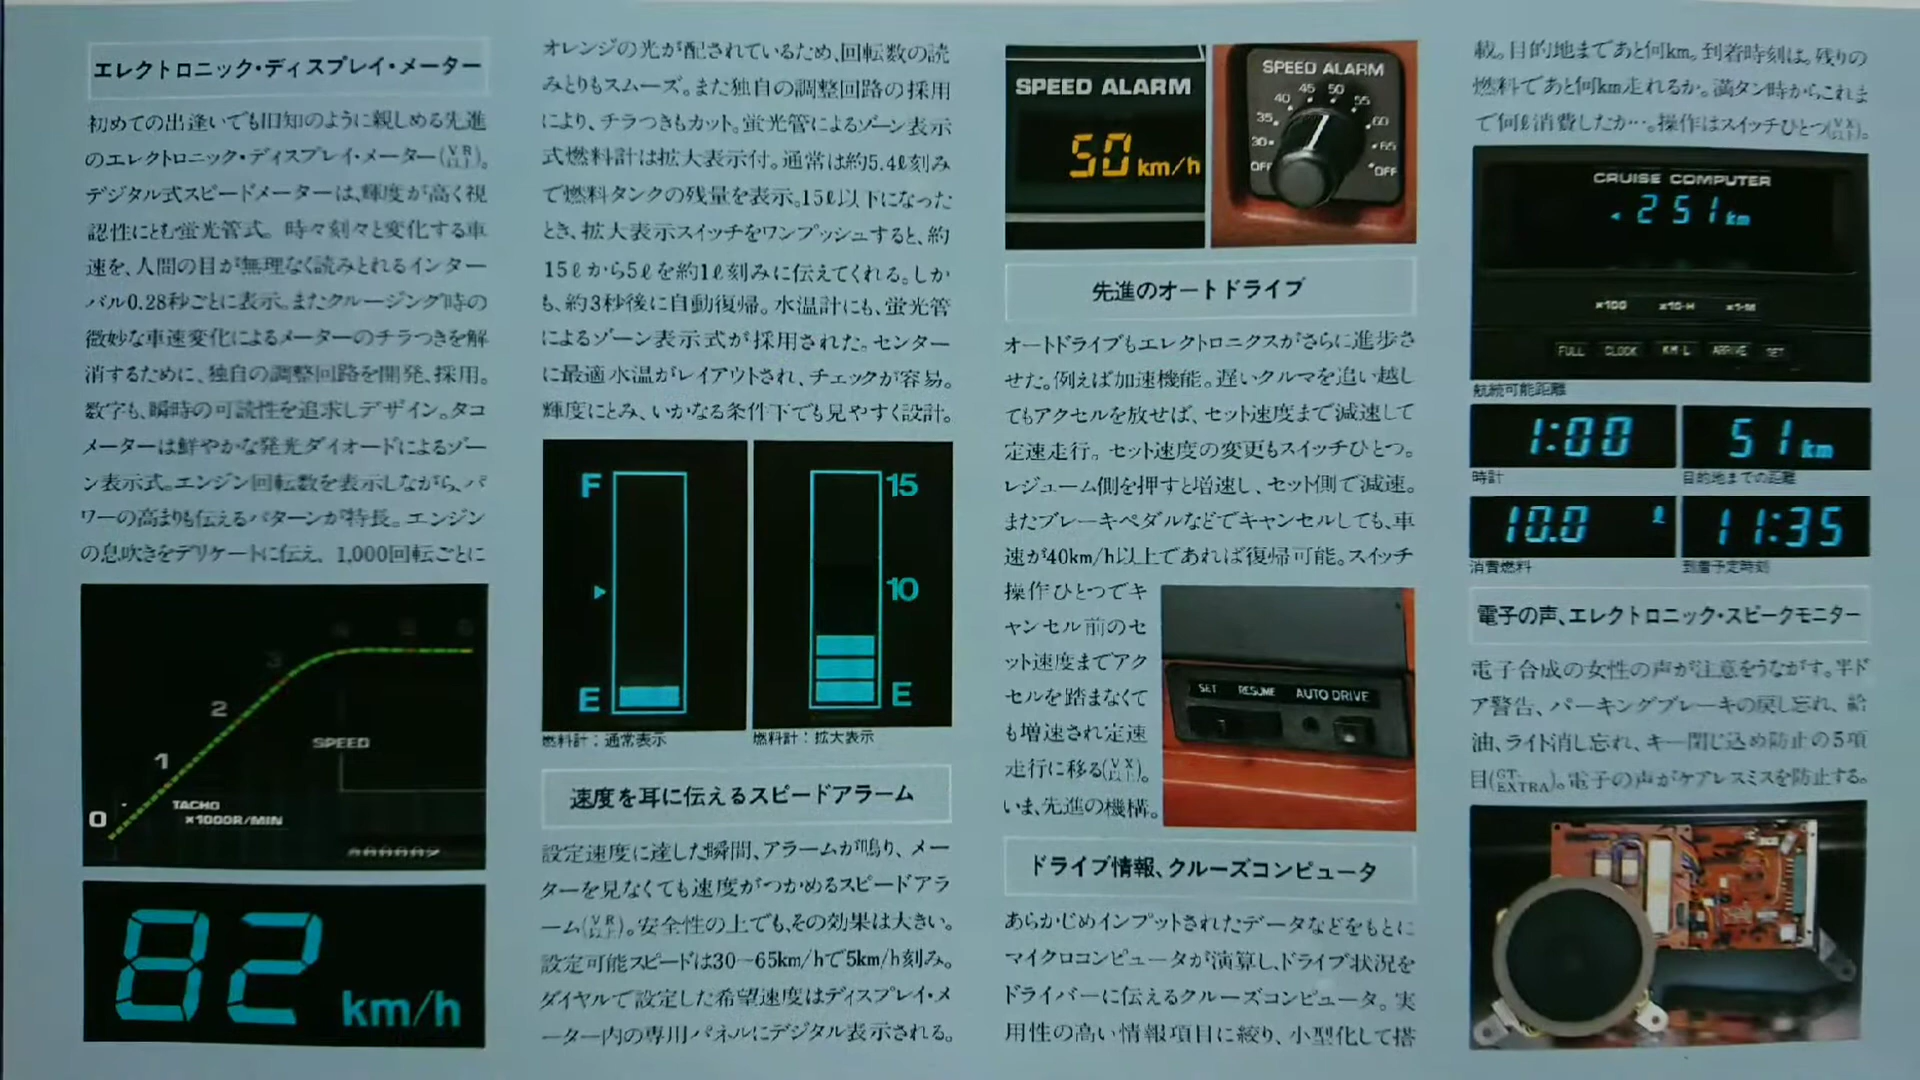 エレクトロニック・ディスプレイ・メーター
初めての出逢いでも旧知のように親しめる先進
のエレクトロニック・ディスプレイ・メーター(VR以上)。
デジタル式スピードメーターは、輝度が高く視
認性にとむ蛍光管式。時々刻々と変化する車
速を、人間の目が無理なく読みとれるインター
バル0.28秒ごとに表示。またクルージング時の
微妙な車速変化によるメーターのチラつきを解
消するために、独自の調整回路を開発、採用。
数字も、瞬時の可読性を追求しデザイン。タコ
メーターは鮮やかな発光ダイオードによるゾー
ン表示式。エンジン回転数を表示しながら、パ
ワーの高まりも伝えるパターンが特長。エンジン
の息吹きをデリケートに伝え、1,000回転ごとに
3
2
1
0
SPEED
TACHO
×1000R/MIN
82 km/h
オレンジの光が配されているため、回転数の読
みとりもスムーズ。また独自の調整回路の採用
により、チラつきもカット。蛍光管によるゾーン表示
式燃料計は拡大表示付。通常は約5.4ℓ刻み
で燃料タンクの残量を表示。15ℓ以下になった
とき、拡大表示スイッチをワンプッシュすると、約
15ℓから5ℓを約1ℓ刻みに伝えてくれる。しか
も、約3秒後に自動復帰。水温計にも、蛍光管
によるゾーン表示式が採用された。センター
に最適水温がレイアウトされ、チェックが容易。
輝度にとみ、いかなる条件下でも見やすく設計。
F
E
15
10
E
燃料計：通常表示
燃料計：拡大表示
速度を耳に伝えるスピードアラーム
設定速度に達した瞬間、アラームが鳴り、メー
ターを見なくても速度がつかめるスピードアラ
ーム(VR以上)。安全性の上でも、その効果は大きい。
設定可能スピードは30―65km/hで5km/h刻み。
ダイヤルで設定した希望速度はディスプレイ・メ
ーター内の専用パネルにデジタル表示される。
SPEED ALARM
50 km/h
SPEED ALARM
OFF 30 35 40 45 50 55 60 65 OFF
先進のオートドライブ
オートドライブもエレクトロニクスがさらに進歩さ
せた。例えば加速機能。遅いクルマを追い越し
てもアクセルを放せば、セット速度まで減速して
定速走行。セット速度の変更もスイッチひとつ。
レジューム側を押すと増速し、セット側で減速。
またブレーキペダルなどでキャンセルしても、車
速が40km/h以上であれば復帰可能。スイッチ
操作ひとつでキ
ャンセル前のセ
ット速度までアク
セルを踏まなくて
も増速され定速
走行に移る(VX以上)。
いま、先進の機構。
SET RESUME AUTO DRIVE
ドライブ情報、クルーズコンピュータ
あらかじめインプットされたデータなどをもとに
マイクロコンピュータが演算し、ドライブ状況を
ドライバーに伝えるクルーズコンピュータ。実
用性の高い情報項目に絞り、小型化して搭
載。目的地まであと何km。到着時刻は。残りの
燃料であと何km走れるか。満タン時からこれま
で何ℓ消費したか…。操作はスイッチひとつ(VX以上)。
CRUISE COMPUTER
251km
×100 ×10-H ×1-M
FULL CLOCK KM·L ARRIVE SET
航続可能距離
1:00
51km
時計
目的地までの距離
10.0 ℓ
11:35
消費燃料
到着予定時刻
電子の声、エレクトロニック・スピークモニター
電子合成の女性の声が注意をうながす。半ド
ア警告、パーキングブレーキの戻し忘れ、給
油、ライト消し忘れ、キー閉じ込め防止の5項
目(GT-EXTRA)。電子の声がケアレスミスを防止する。